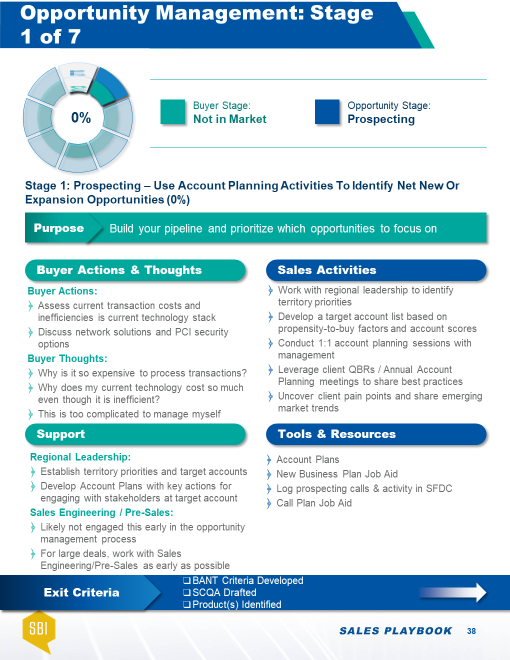 Opportunity Management: Stage
1 of 7
0%
Buyer Stage:
Not in Market
Opportunity Stage:
Prospecting
Stage 1: Prospecting – Use Account Planning Activities To Identify Net New Or
Expansion Opportunities (0%)
Purpose
Build your pipeline and prioritize which opportunities to focus on
Buyer Actions & Thoughts
Buyer Actions:
Assess current transaction costs and
inefficiencies is current technology stack
Discuss network solutions and PCI security
options
Buyer Thoughts:
Why is it so expensive to process transactions?
Why does my current technology cost so much
even though it is inefficient?
This is too complicated to manage myself
Sales Activities
Work with regional leadership to identify
territory priorities
Develop a target account list based on
propensity-to-buy factors and account scores
Conduct 1:1 account planning sessions with
management
Leverage client QBRs / Annual Account
Planning meetings to share best practices
Uncover client pain points and share emerging
market trends
Support
Regional Leadership:
Establish territory priorities and target accounts
Develop Account Plans with key actions for
engaging with stakeholders at target account
Sales Engineering / Pre-Sales:
Likely not engaged this early in the opportunity
management process
For large deals, work with Sales
Engineering/Pre-Sales as early as possible
Tools & Resources
Account Plans
New Business Plan Job Aid
Log prospecting calls & activity in SFDC
Call Plan Job Aid
Exit Criteria
❑BANT Criteria Developed
❑SCQA Drafted
❑Product(s) Identified
SBI
SALES PLAYBOOK 38